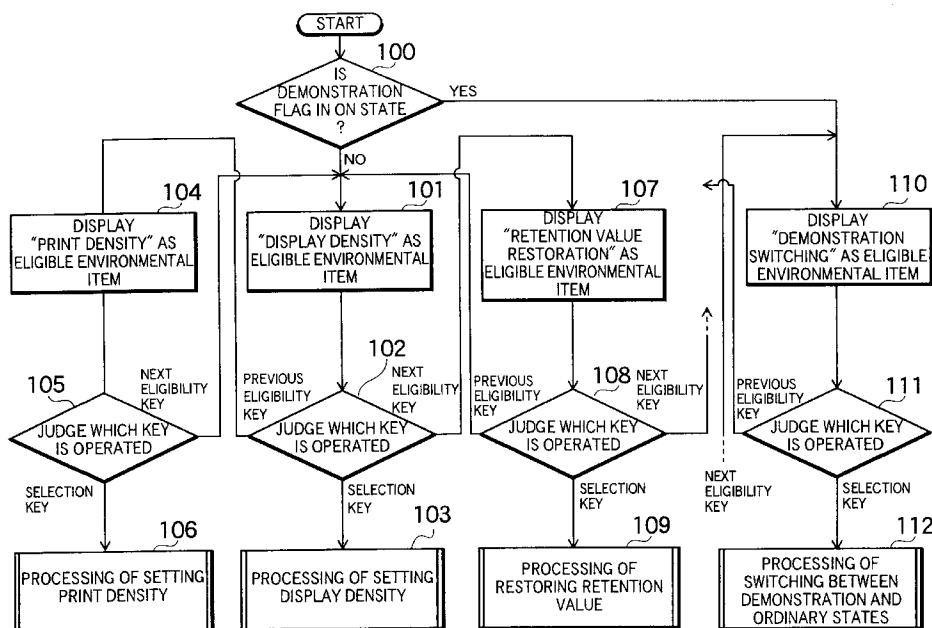 START
100
IS
DEMONSTRATION
FLAG IN ON STATE
?
YES
NO
104
DISPLAY
"PRINT DENSITY" AS
ELIGIBLE ENVIRONMENTAL
ITEM
101
DISPLAY
"DISPLAY DENSITY" AS
ELIGIBLE ENVIRONMENTAL
ITEM
107
DISPLAY
"RETENTION VALUE
RESTORATION" AS
ELIGIBLE ENVIRONMENTAL
ITEM
110
DISPLAY
"DEMONSTRATION
SWITCHING" AS ELIGIBLE
ENVIRONMENTAL ITEM
105
NEXT
ELIGIBILITY
KEY
JUDGE WHICH KEY
IS OPERATED
SELECTION
KEY
102
PREVIOUS
ELIGIBILITY
KEY
NEXT
ELIGIBILITY
KEY
JUDGE WHICH KEY
IS OPERATED
SELECTION
KEY
108
PREVIOUS
ELIGIBILITY
KEY
NEXT
ELIGIBILITY
KEY
JUDGE WHICH KEY
IS OPERATED
SELECTION
KEY
111
PREVIOUS
ELIGIBILITY
KEY
JUDGE WHICH KEY
IS OPERATED
NEXT
ELIGIBILITY KEY
SELECTION
KEY
106
PROCESSING OF SETTING
PRINT DENSITY
103
PROCESSING OF SETTING
DISPLAY DENSITY
109
PROCESSING OF
RESTORING RETENTION
VALUE
112
PROCESSING OF
SWITCHING BETWEEN
DEMONSTRATION AND
ORDINARY STATES